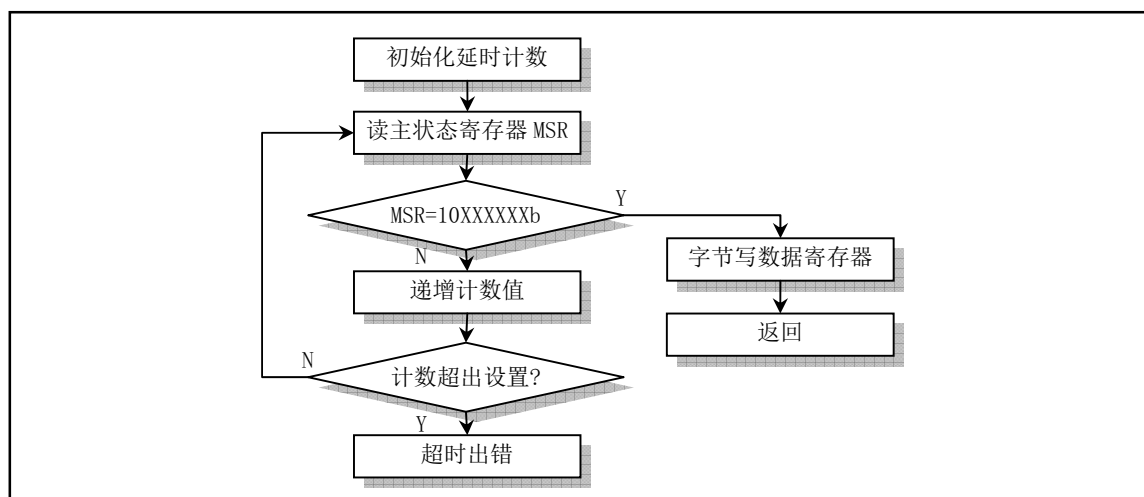 初始化延时计数
读主状态寄存器 MSR
MSR=10XXXXXXb
Y
字节写数据寄存器
N
递增计数值
返回
N
计数超出设置?
Y
超时出错